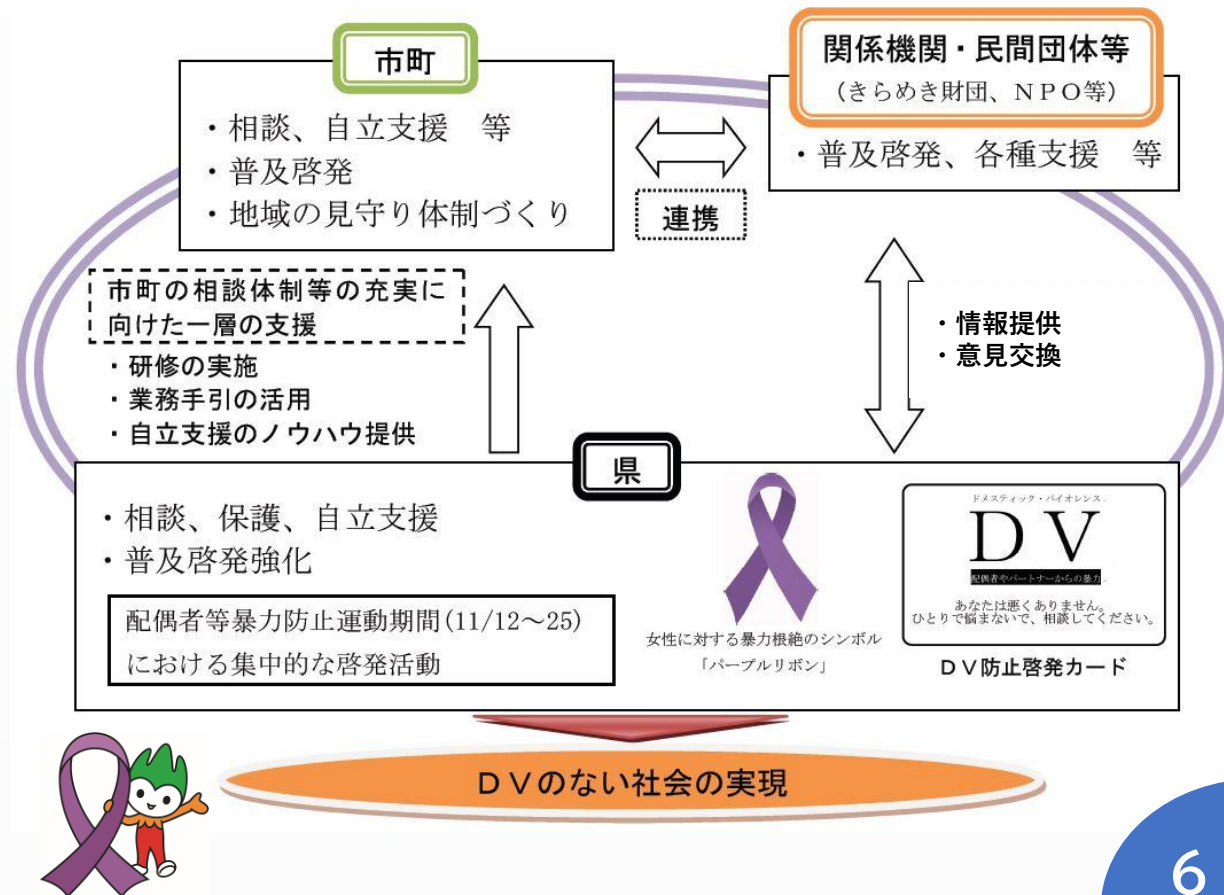 市町
・相談、自立支援　等
・普及啓発
・地域の見守り体制づくり
関係機関・民間団体等
（きらめき財団、ＮＰＯ等）
・普及啓発、各種支援　等
連携
市町の相談体制等の充実に
向けた一層の支援
・研修の実施
・業務手引の活用
・自立支援のノウハウ提供
・情報提供
・意見交換
県
・相談、保護、自立支援
・普及啓発強化
配偶者等暴力防止運動期間(11/12～25)
における集中的な啓発活動
女性に対する暴力根絶のシンボル
「パープルリボン」
ドメスティック・バイオレンス
ＤＶ
配偶者やパートナーからの暴力
あなたは悪くありません。
ひとりで悩まないで、相談してください。
ＤＶ防止啓発カード
ＤＶのない社会の実現
6